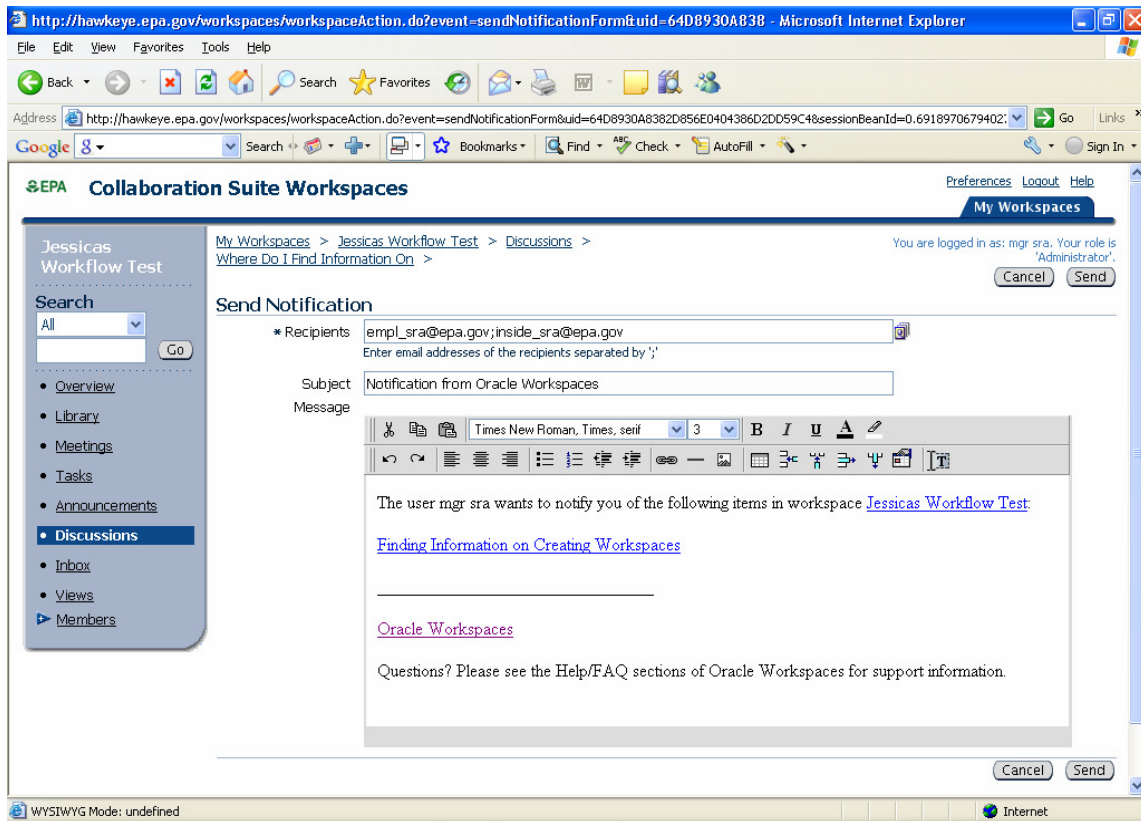 http://hawkeye.epa.gov/workspaces/workspaceAction.do?event=sendNotificationForm&uid=64D8930A838 - Microsoft Internet Explorer
File Edit View Favorites Tools Help
Back Search Favorites
Address http://hawkeye.epa.gov/workspaces/workspaceAction.do?event=sendNotificationForm&uid=64D8930A8382D856E0404386D2DD59C4&sessionBeanId=0.6918970679402 Go Links »
Google Search Bookmarks Find Check AutoFill Sign In
EPA Collaboration Suite Workspaces
Preferences Logout Help
My Workspaces
Jessicas
Workflow Test
Search
All
Go
• Overview
• Library
• Meetings
• Tasks
• Announcements
• Discussions
• Inbox
• Views
Members
My Workspaces > Jessicas Workflow Test > Discussions >
Where Do I Find Information On >
You are logged in as: mgr sra. Your role is
'Administrator'.
Cancel Send
Send Notification
* Recipients empl_sra@epa.gov;inside_sra@epa.gov
Enter email addresses of the recipients separated by ';'
Subject Notification from Oracle Workspaces
Message
Times New Roman, Times, serif 3 B I U A
The user mgr sra wants to notify you of the following items in workspace Jessicas Workflow Test:
Finding Information on Creating Workspaces
Oracle Workspaces
Questions? Please see the Help/FAQ sections of Oracle Workspaces for support information.
Cancel Send
WYSIWYG Mode: undefined Internet